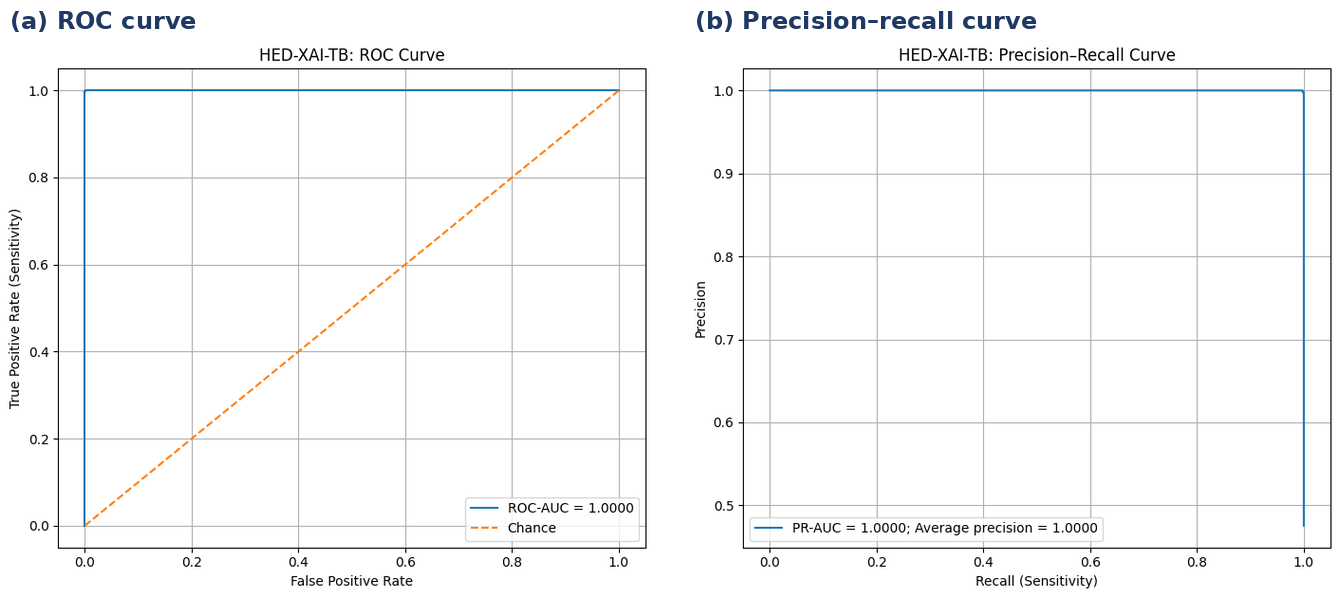 (a) ROC curve
HED-XAI-TB: ROC Curve
True Positive Rate (Sensitivity)
1.0
0.8
0.6
0.4
0.2
0.0
ROC-AUC = 1.0000
Chance
0.0 0.2 0.4 0.6 0.8 1.0
False Positive Rate
(b) Precision–recall curve
HED-XAI-TB: Precision–Recall Curve
Precision
1.0
0.9
0.8
0.7
0.6
0.5
PR-AUC = 1.0000; Average precision = 1.0000
0.0 0.2 0.4 0.6 0.8 1.0
Recall (Sensitivity)